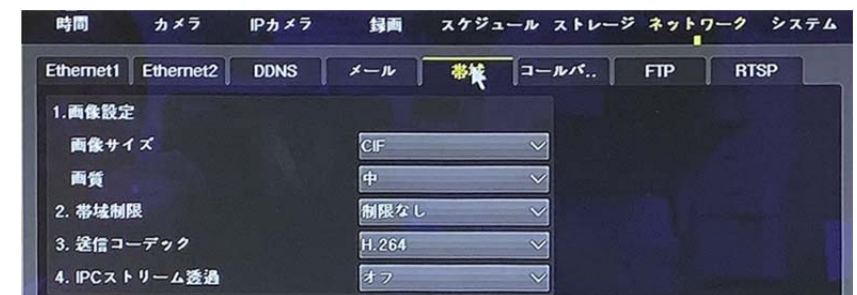 時間 カメラ IPカメラ 録画 スケジュール ストレージ ネットワーク システム
Ethernet1 Ethernet2 DDNS メール 帯域 コールバ.. FTP RTSP
1.画像設定
画像サイズ CIF
画質 中
2. 帯域制限 制限なし
3. 送信コーデック H.264
4. IPCストリーム透過 オフ